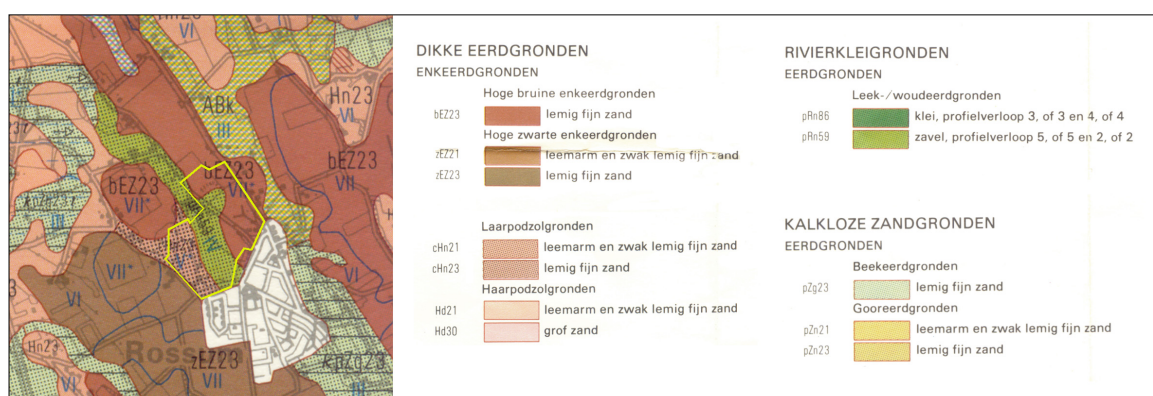 ABk
III
Hn23
VI
bEZ23
VII
bEZ23
VII*
bEZ23
VII*
VII*
VI
Hn23
VI
zEZ23
VII
kpZg23
III
DIKKE EERDGRONDEN
ENKEERDGRONDEN
Hoge bruine enkeerdgronden
bEZ23 lemig fijn zand
Hoge zwarte enkeerdgronden
zEZ21 leemarm en zwak lemig fijn zand
zEZ23 lemig fijn zand
Laarpodzolgronden
cHn21 leemarm en zwak lemig fijn zand
cHn23 lemig fijn zand
Haarpodzolgronden
Hd21 leemarm en zwak lemig fijn zand
Hd30 grof zand
RIVIERKLEIGRONDEN
EERDGRONDEN
Leek-/woudeerdgronden
pRn86 klei, profielverloop 3, of 3 en 4, of 4
pRn59 zavel, profielverloop 5, of 5 en 2, of 2
KALKLOZE ZANDGRONDEN
EERDGRONDEN
Beekeerdgronden
pZg23 lemig fijn zand
Gooreerdgronden
pZn21 leemarm en zwak lemig fijn zand
pZn23 lemig fijn zand